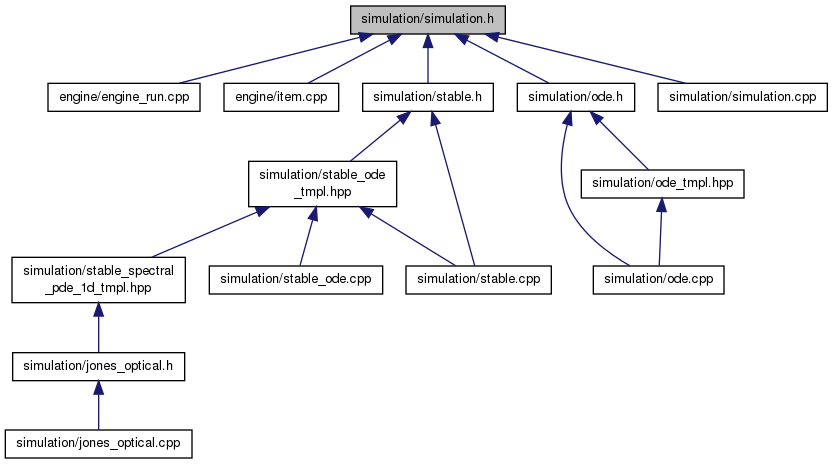 simulation/simulation.h
engine/engine_run.cpp
engine/item.cpp
simulation/stable.h
simulation/ode.h
simulation/simulation.cpp
simulation/stable_ode
_tmpl.hpp
simulation/ode_tmpl.hpp
simulation/stable_spectral
_pde_1d_tmpl.hpp
simulation/stable_ode.cpp
simulation/stable.cpp
simulation/ode.cpp
simulation/jones_optical.h
simulation/jones_optical.cpp